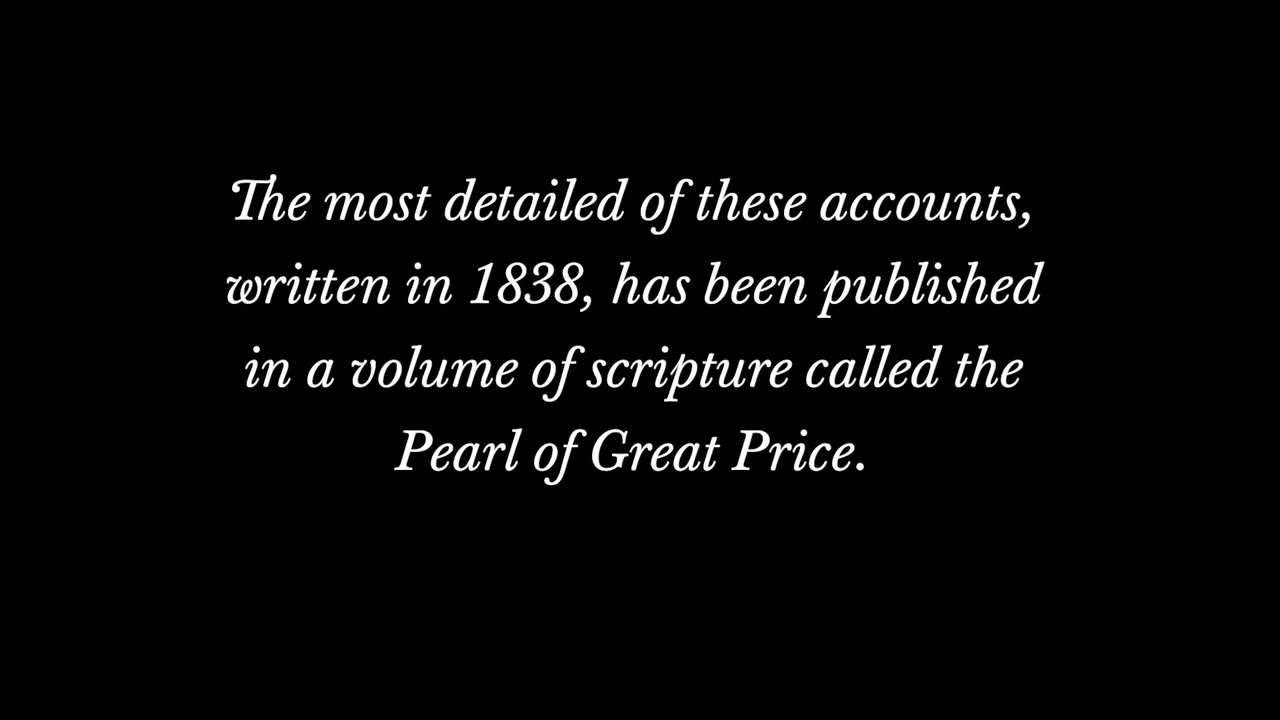 The most detailed of these accounts,
written in 1838, has been published
in a volume of scripture called the
Pearl of Great Price.